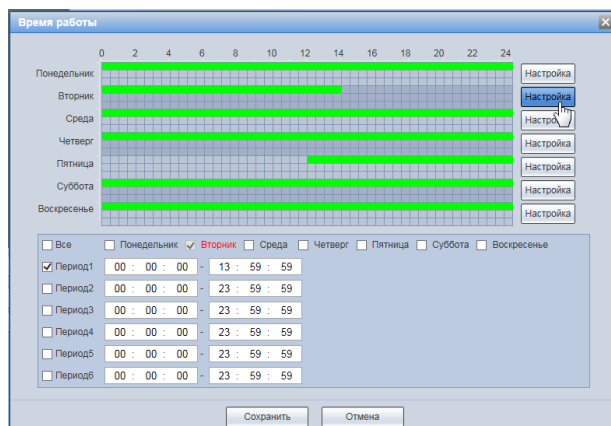 Время работы
0 2 4 6 8 10 12 14 16 18 20 22 24
Понедельник Настройка
Вторник Настройка
Среда Настройка
Четверг Настройка
Пятница Настройка
Суббота Настройка
Воскресенье Настройка
Все Понедельник Вторник Среда Четверг Пятница Суббота Воскресенье
Период1 00 : 00 : 00 - 13 : 59 : 59
Период2 00 : 00 : 00 - 23 : 59 : 59
Период3 00 : 00 : 00 - 23 : 59 : 59
Период4 00 : 00 : 00 - 23 : 59 : 59
Период5 00 : 00 : 00 - 23 : 59 : 59
Период6 00 : 00 : 00 - 23 : 59 : 59
Сохранить Отмена